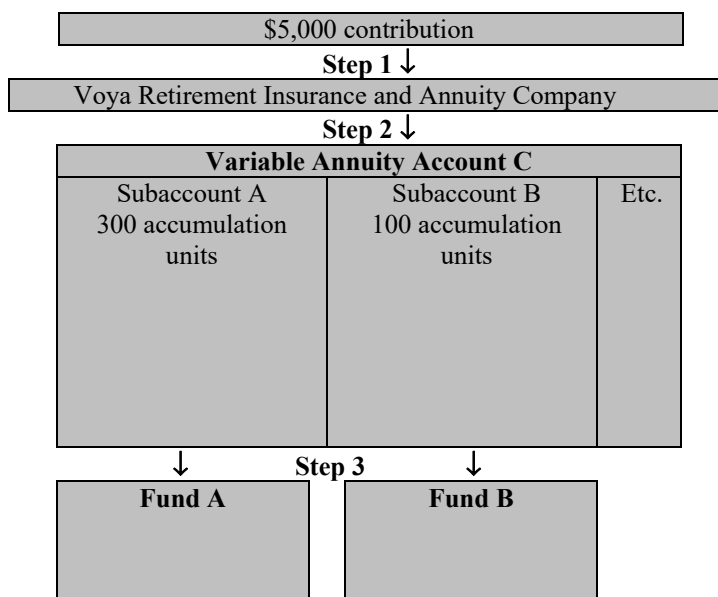 $5,000 contribution
Step 1 ↓
Voya Retirement Insurance and Annuity Company
Step 2 ↓
Variable Annuity Account C
Subaccount A
300 accumulation
units
Subaccount B
100 accumulation
units
Etc.
↓ Step 3 ↓
Fund A
Fund B